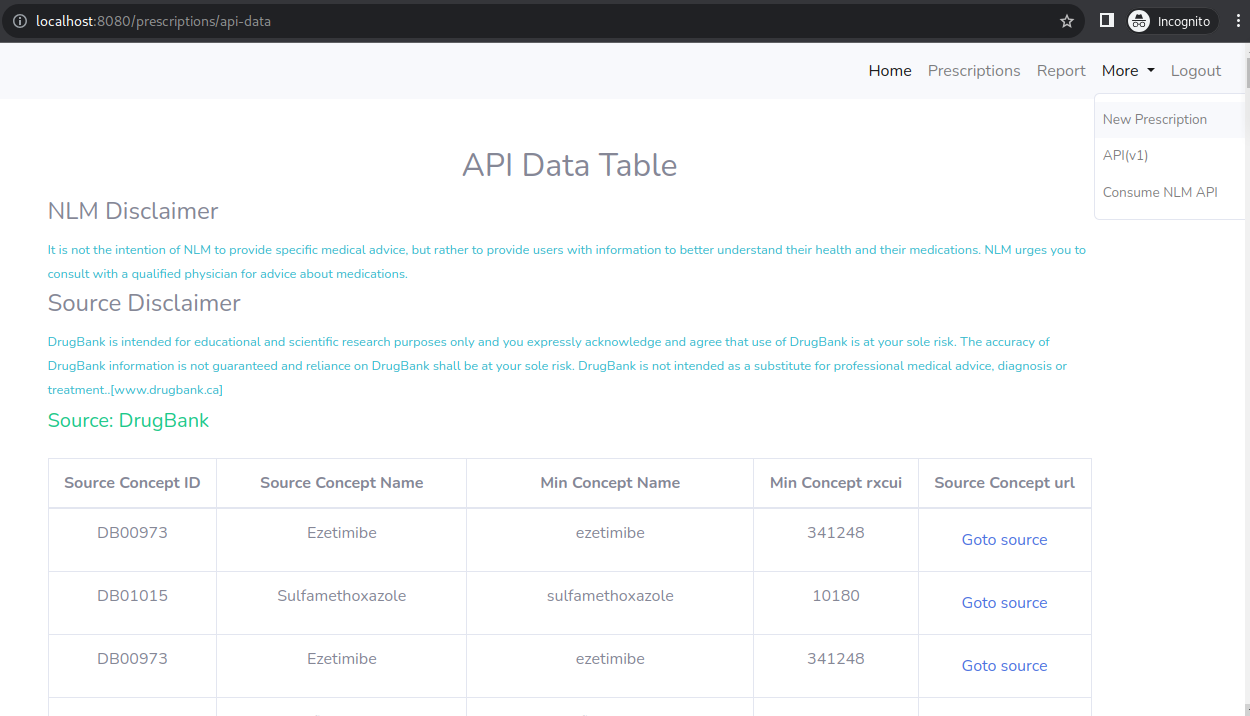 localhost:8080/prescriptions/api-data
Incognito
Home Prescriptions Report More Logout
New Prescription
API(v1)
Consume NLM API
API Data Table
NLM Disclaimer
It is not the intention of NLM to provide specific medical advice, but rather to provide users with information to better understand their health and their medications. NLM urges you to
consult with a qualified physician for advice about medications.
Source Disclaimer
DrugBank is intended for educational and scientific research purposes only and you expressly acknowledge and agree that use of DrugBank is at your sole risk. The accuracy of
DrugBank information is not guaranteed and reliance on DrugBank shall be at your sole risk. DrugBank is not intended as a substitute for professional medical advice, diagnosis or
treatment..[www.drugbank.ca]
Source: DrugBank
Source Concept ID Source Concept Name Min Concept Name Min Concept rxcui Source Concept url
DB00973 Ezetimibe ezetimibe 341248 Goto source
DB01015 Sulfamethoxazole sulfamethoxazole 10180 Goto source
DB00973 Ezetimibe ezetimibe 341248 Goto source